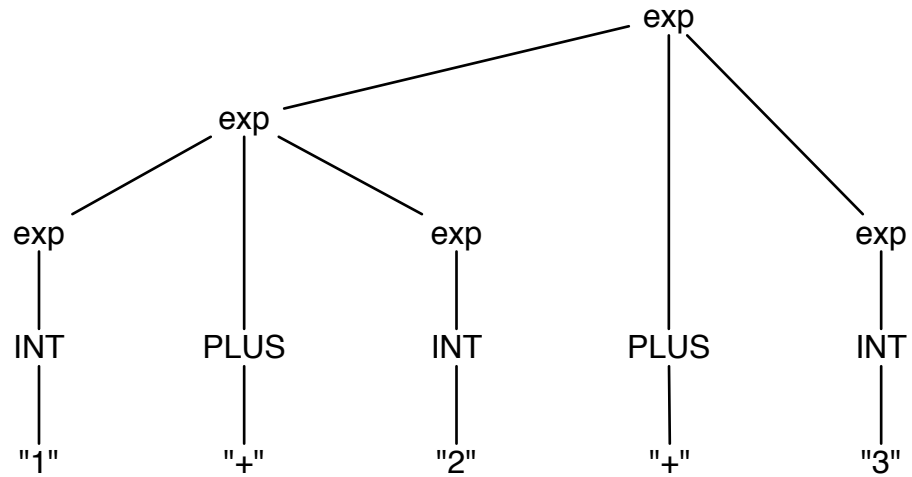 exp
exp
exp exp exp
INT PLUS INT PLUS INT
"1" "+" "2" "+" "3"